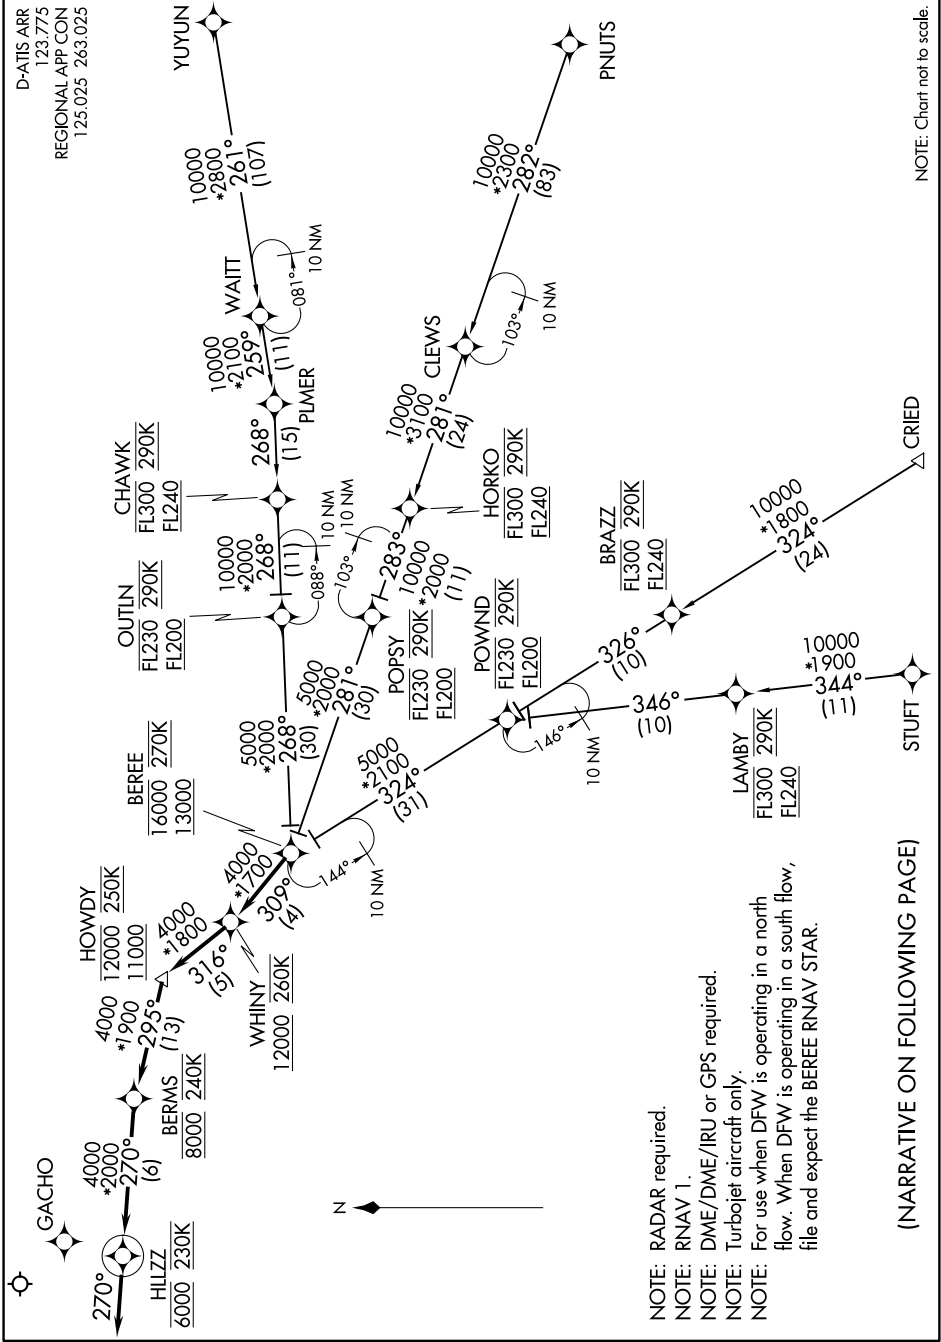 D-ATIS ARR
123.775
REGIONAL APP CON
125.025 263.025
YUYUN
10000
*2800
261°
(107)
WAITT
081°
10 NM
10000
*2100
259°
(11)
PLMER
268°
(15)
CHAWK
FL300 290K
FL240
10000
*2000
268°
(11)
088°
10 NM
OUTLN
FL230 290K
FL200
5000
*2000
268°
(30)
PNUTS
10000
*2300
282°
(83)
CLEWS
103°
10 NM
10000
*3100
281°
(24)
HORKO
FL300 290K
FL240
283°
10000
*2000
(11)
103°
10 NM
POPSY
FL230 290K
FL200
5000
*2000
281°
(30)
CRIED
10000
*1800
324°
(24)
BRAZZ
FL300 290K
FL240
326°
(10)
STUFT
10000
*1900
344°
(11)
LAMBY
FL300 290K
FL240
346°
(10)
POWND
FL230 290K
FL200
146°
10 NM
5000
*2100
324°
(31)
BEREE
16000 270K
13000
144°
10 NM
4000
*1700
309°
(4)
WHINY
12000 260K
4000
*1800
316°
(5)
HOWDY
12000 250K
11000
4000
*1900
295°
(13)
BERMS
8000 240K
4000
*2000
270°
(6)
GACHO
HLLZZ
6000 230K
270°
N
NOTE: RADAR required.
NOTE: RNAV 1.
NOTE: DME/DME/IRU or GPS required.
NOTE: Turbojet aircraft only.
NOTE: For use when DFW is operating in a north
flow. When DFW is operating in a south flow,
file and expect the BEREE RNAV STAR.
(NARRATIVE ON FOLLOWING PAGE)
NOTE: Chart not to scale.